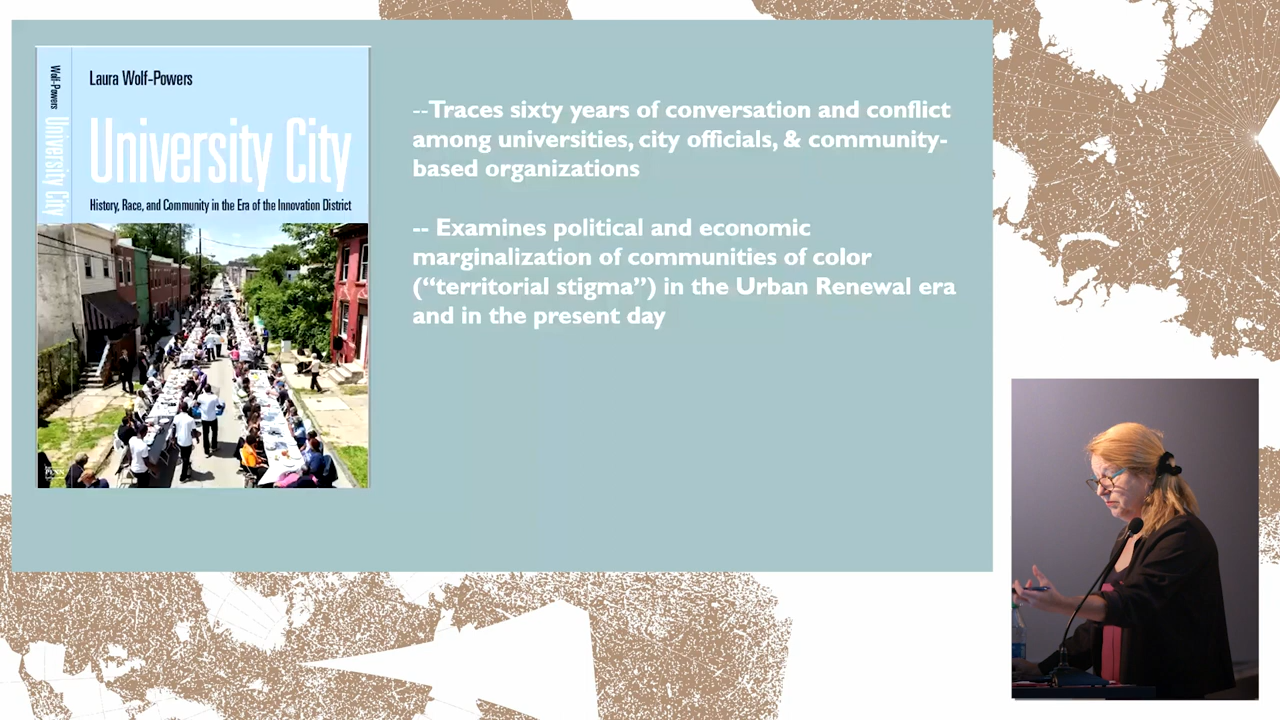 Wolf-Powers
University City
Laura Wolf-Powers
University City
History, Race, and Community in the Era of the Innovation District
PENN
--Traces sixty years of conversation and conflict
among universities, city officials, & community-
based organizations
-- Examines political and economic
marginalization of communities of color
(“territorial stigma”) in the Urban Renewal era
and in the present day